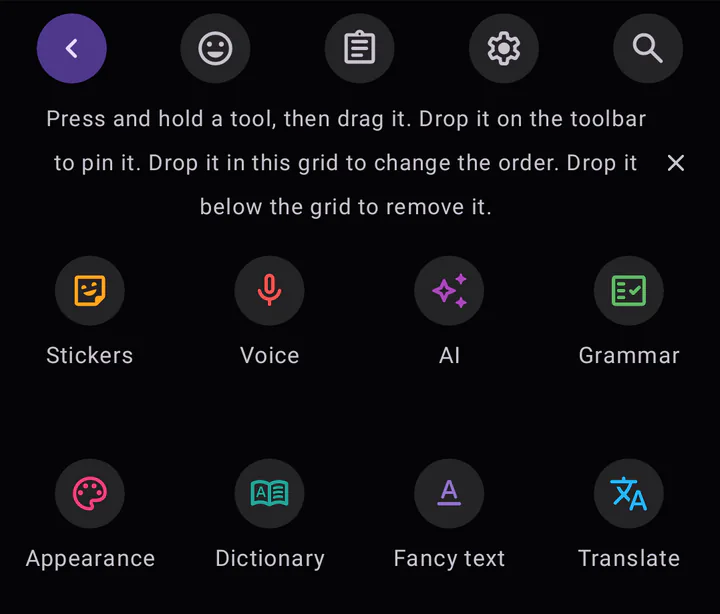 Press and hold a tool, then drag it. Drop it on the toolbar
to pin it. Drop it in this grid to change the order. Drop it
below the grid to remove it.
Stickers
Voice
AI
Grammar
Appearance
Dictionary
Fancy text
Translate